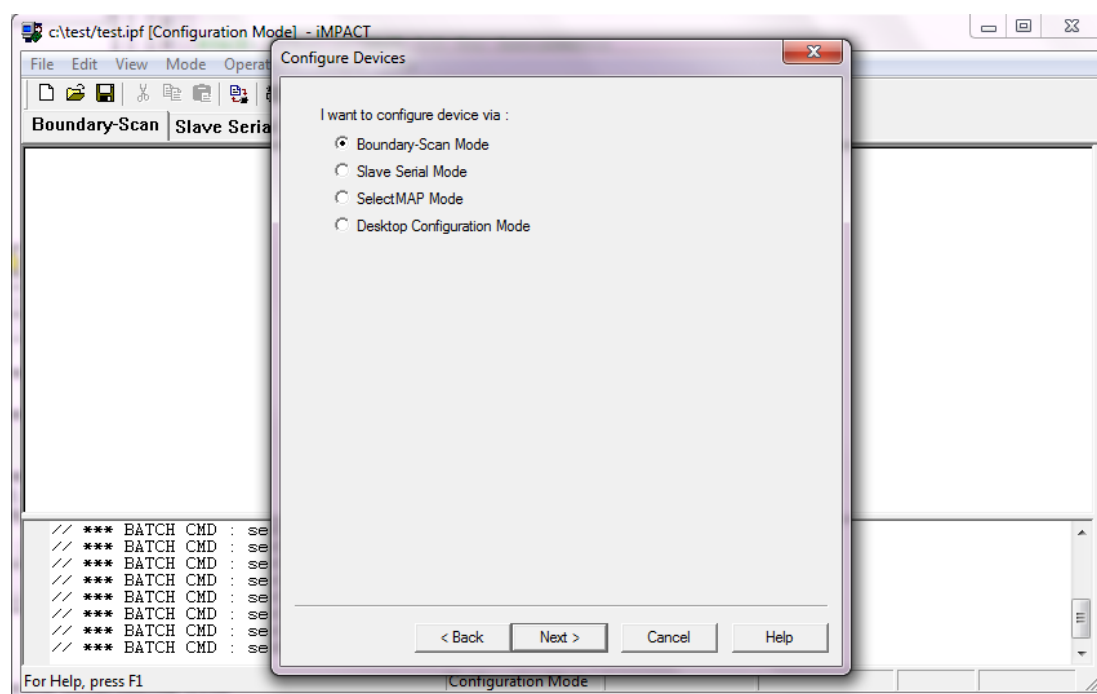 c:\test/test.ipf [Configuration Mode] - iMPACT
File Edit View Mode Operat
Boundary-Scan Slave Seria
Configure Devices
I want to configure device via :
Boundary-Scan Mode
Slave Serial Mode
SelectMAP Mode
Desktop Configuration Mode
// *** BATCH CMD : se
// *** BATCH CMD : se
// *** BATCH CMD : se
// *** BATCH CMD : se
// *** BATCH CMD : se
// *** BATCH CMD : se
// *** BATCH CMD : se
// *** BATCH CMD : se
< Back Next > Cancel Help
For Help, press F1 Configuration Mode